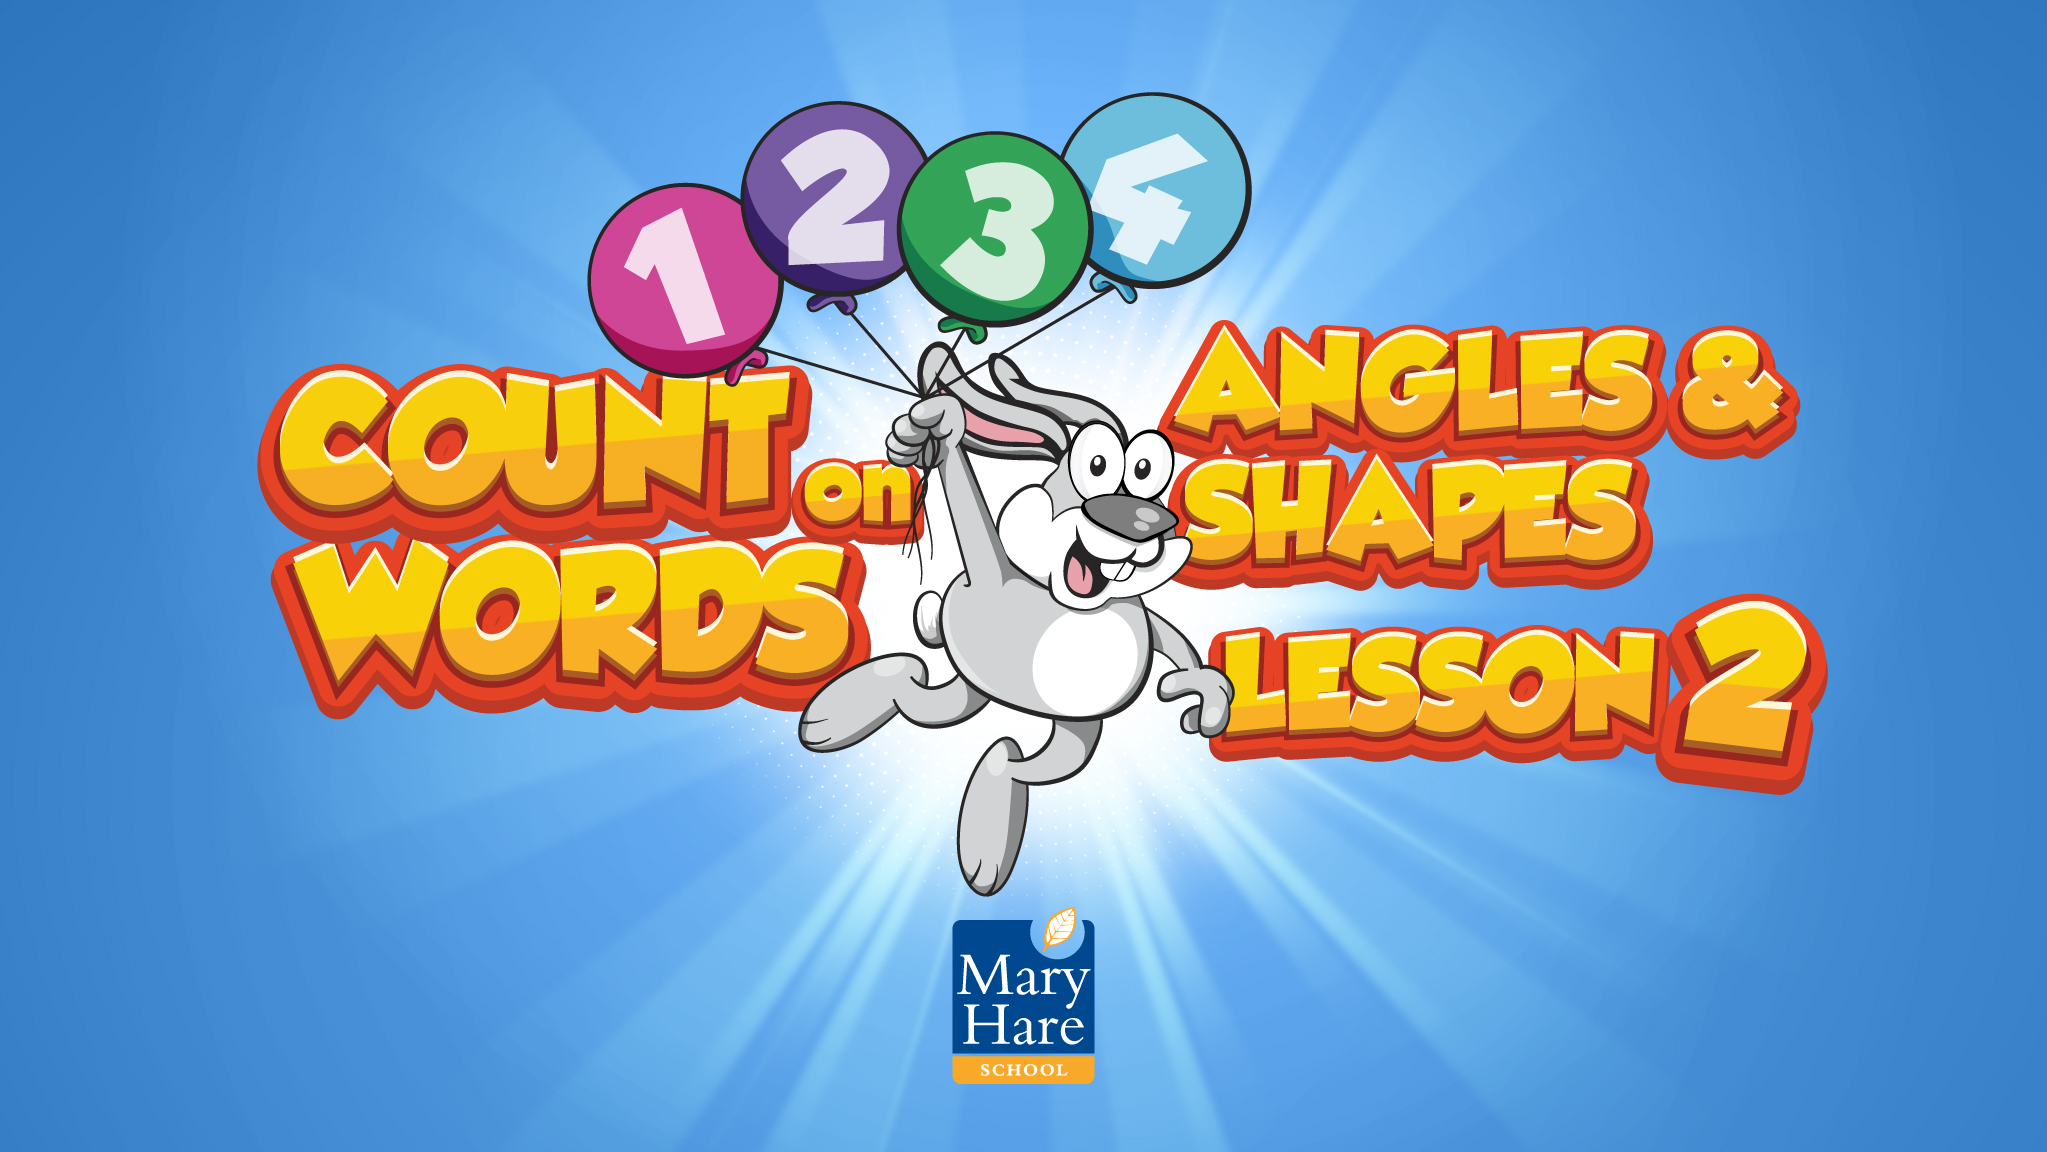 1 2 3 4
COUNT on
WORDS
ANGLES &
SHAPES
LESSON 2
Mary
Hare
SCHOOL